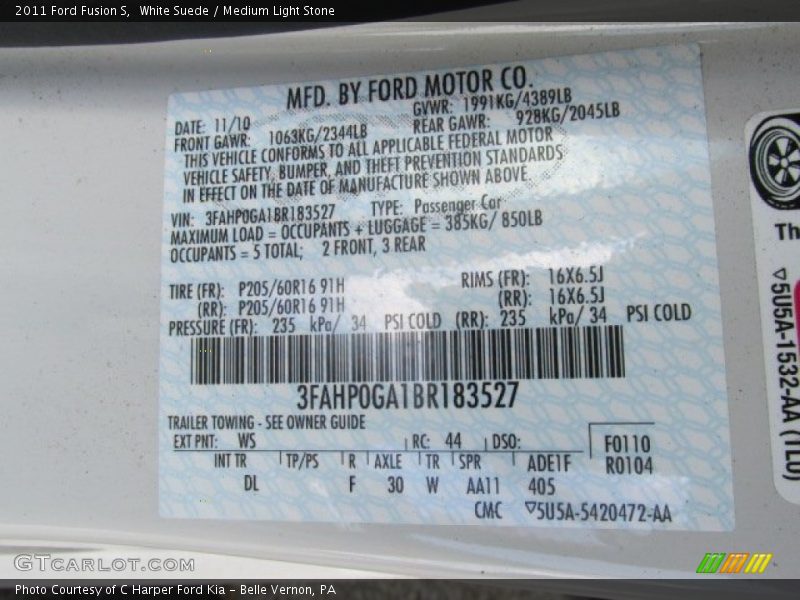 2011 Ford Fusion S, White Suede / Medium Light Stone
MFD. BY FORD MOTOR CO.
DATE: 11/10 GVWR: 1991KG/4389LB
FRONT GAWR: 1063KG/2344LB REAR GAWR: 928KG/2045LB
THIS VEHICLE CONFORMS TO ALL APPLICABLE FEDERAL MOTOR
VEHICLE SAFETY, BUMPER, AND THEFT PREVENTION STANDARDS
IN EFFECT ON THE DATE OF MANUFACTURE SHOWN ABOVE
VIN: 3FAHP0GA1BR183527 TYPE: Passenger Car
MAXIMUM LOAD = OCCUPANTS + LUGGAGE = 385KG/ 850LB
OCCUPANTS = 5 TOTAL; 2 FRONT, 3 REAR
TIRE (FR): P205/60R16 91H RIMS (FR): 16X6.5J
(RR): P205/60R16 91H (RR): 16X6.5J
PRESSURE (FR): 235 kPa/ 34 PSI COLD (RR): 235 kPa/ 34 PSI COLD
3FAHP0GA1BR183527
TRAILER TOWING - SEE OWNER GUIDE
EXT PNT: WS RC: 44 DSO: F0110
INT TR TP/PS R AXLE TR SPR ADE1F R0104
DL F 30 W AA11 405
CMC ▽5U5A-5420472-AA
Th
▽5U5A-1532-AA (TL0)
GTCARLOT.COM
Photo Courtesy of C Harper Ford Kia - Belle Vernon, PA